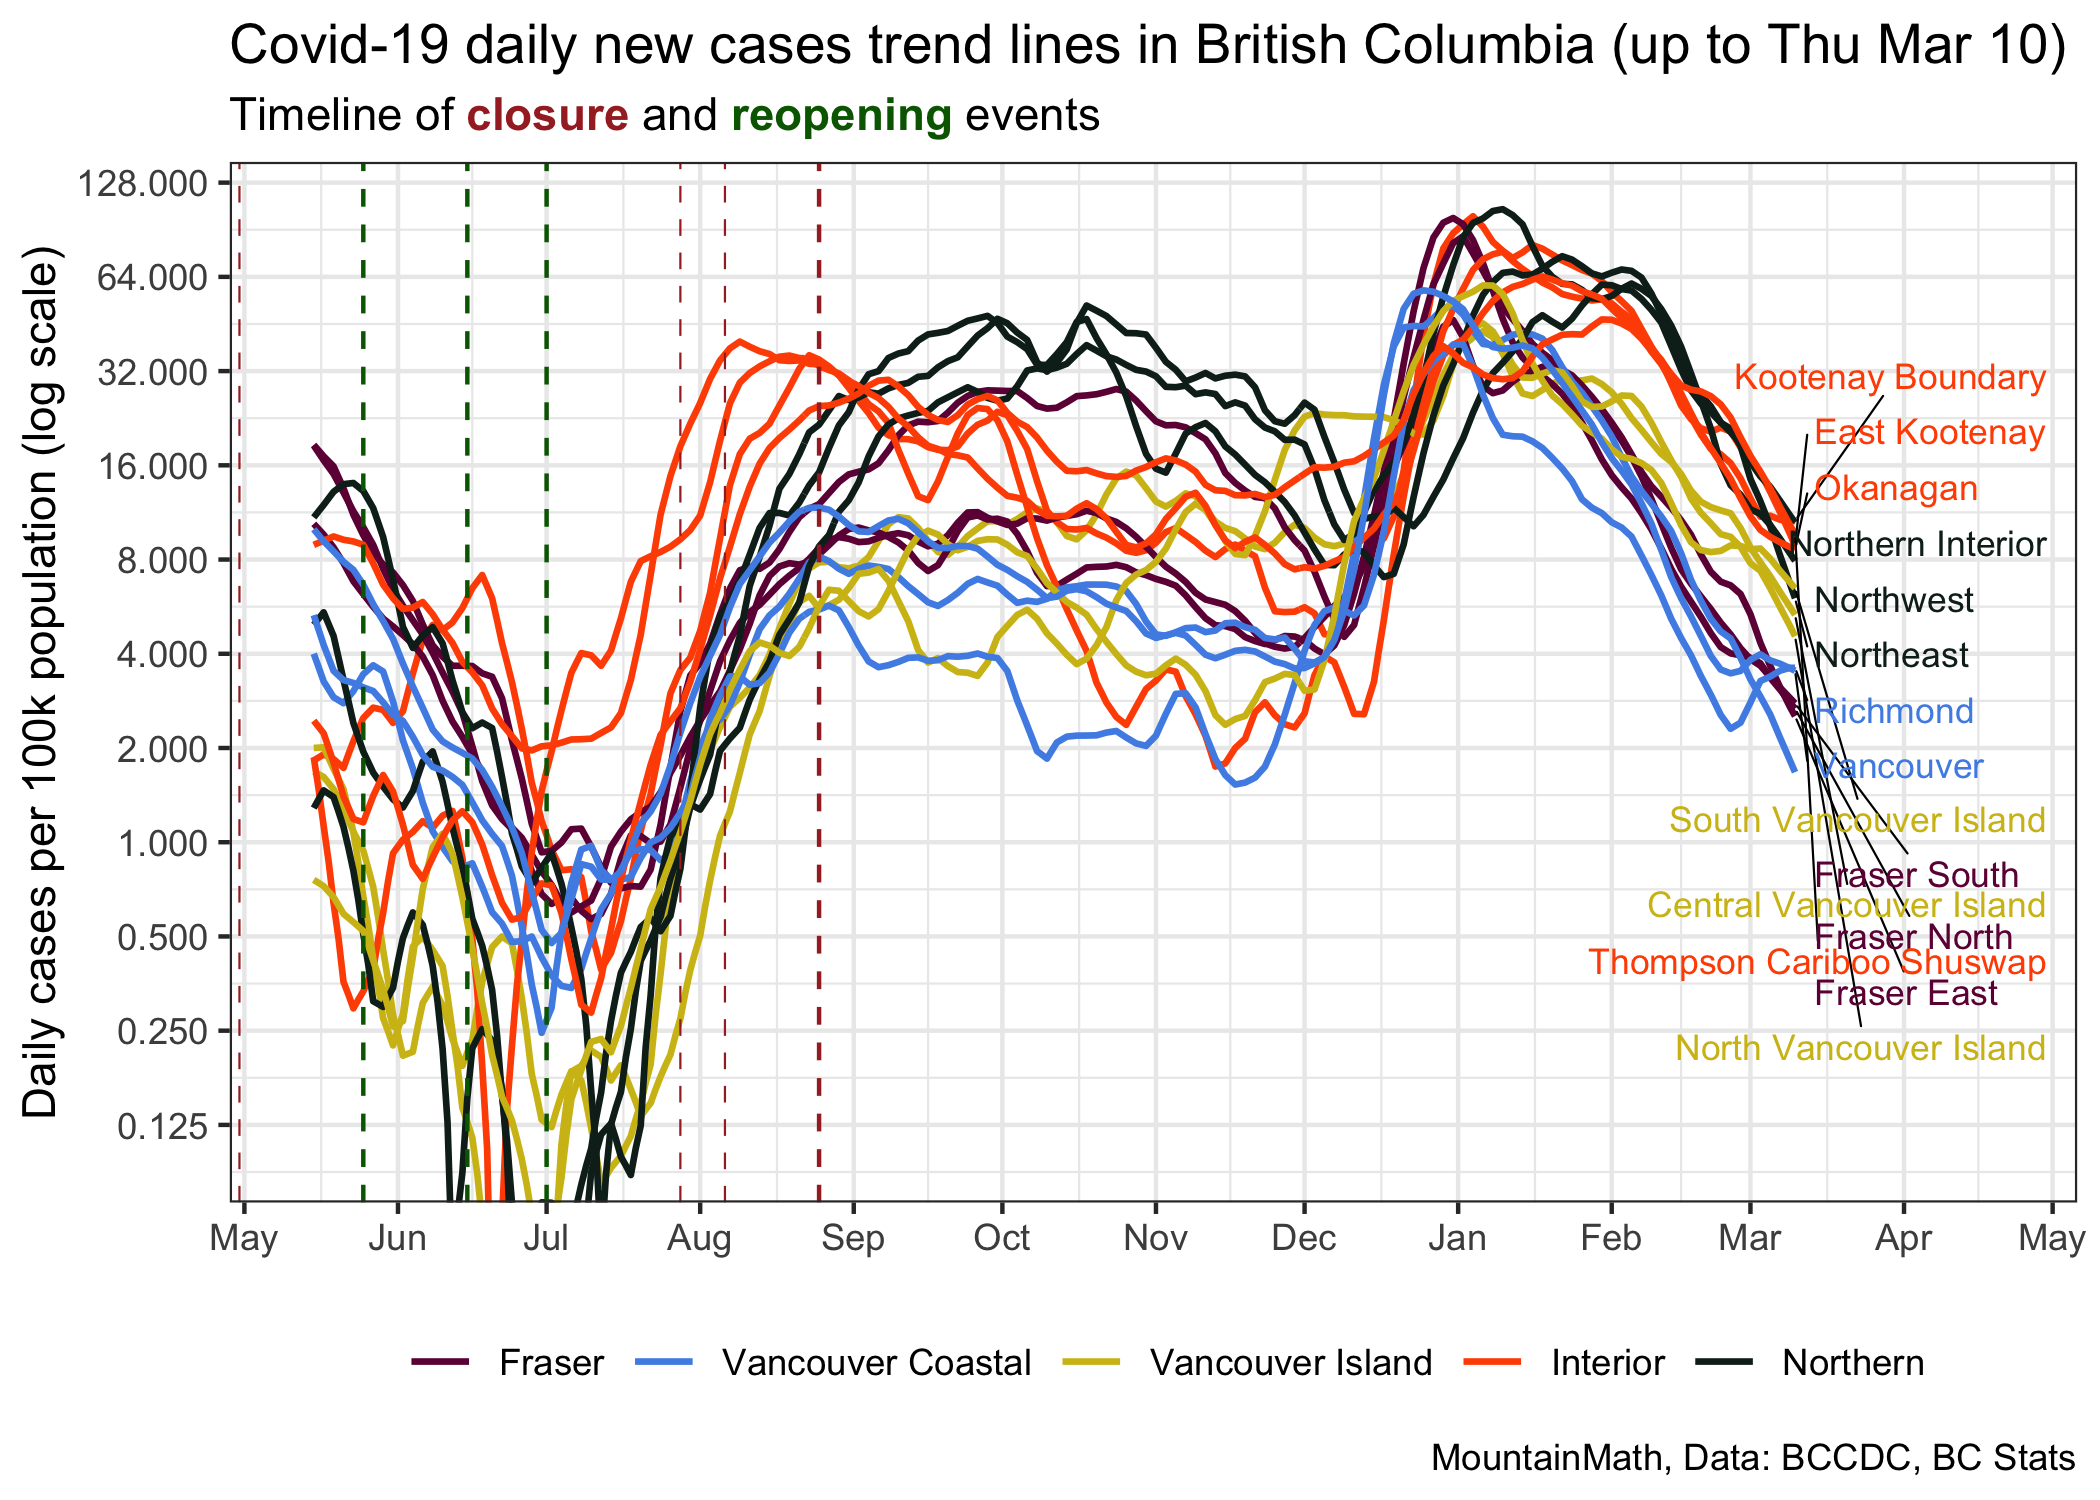 Covid-19 daily new cases trend lines in British Columbia (up to Thu Mar 10)
Timeline of closure and reopening events
Daily cases per 100k population (log scale)
128.000
64.000
32.000
16.000
8.000
4.000
2.000
1.000
0.500
0.250
0.125
Kootenay Boundary
East Kootenay
Okanagan
Northern Interior
Northwest
Northeast
Richmond
Vancouver
South Vancouver Island
Fraser South
Central Vancouver Island
Fraser North
Thompson Cariboo Shuswap
Fraser East
North Vancouver Island
May Jun Jul Aug Sep Oct Nov Dec Jan Feb Mar Apr May
Fraser Vancouver Coastal Vancouver Island Interior Northern
MountainMath, Data: BCCDC, BC Stats